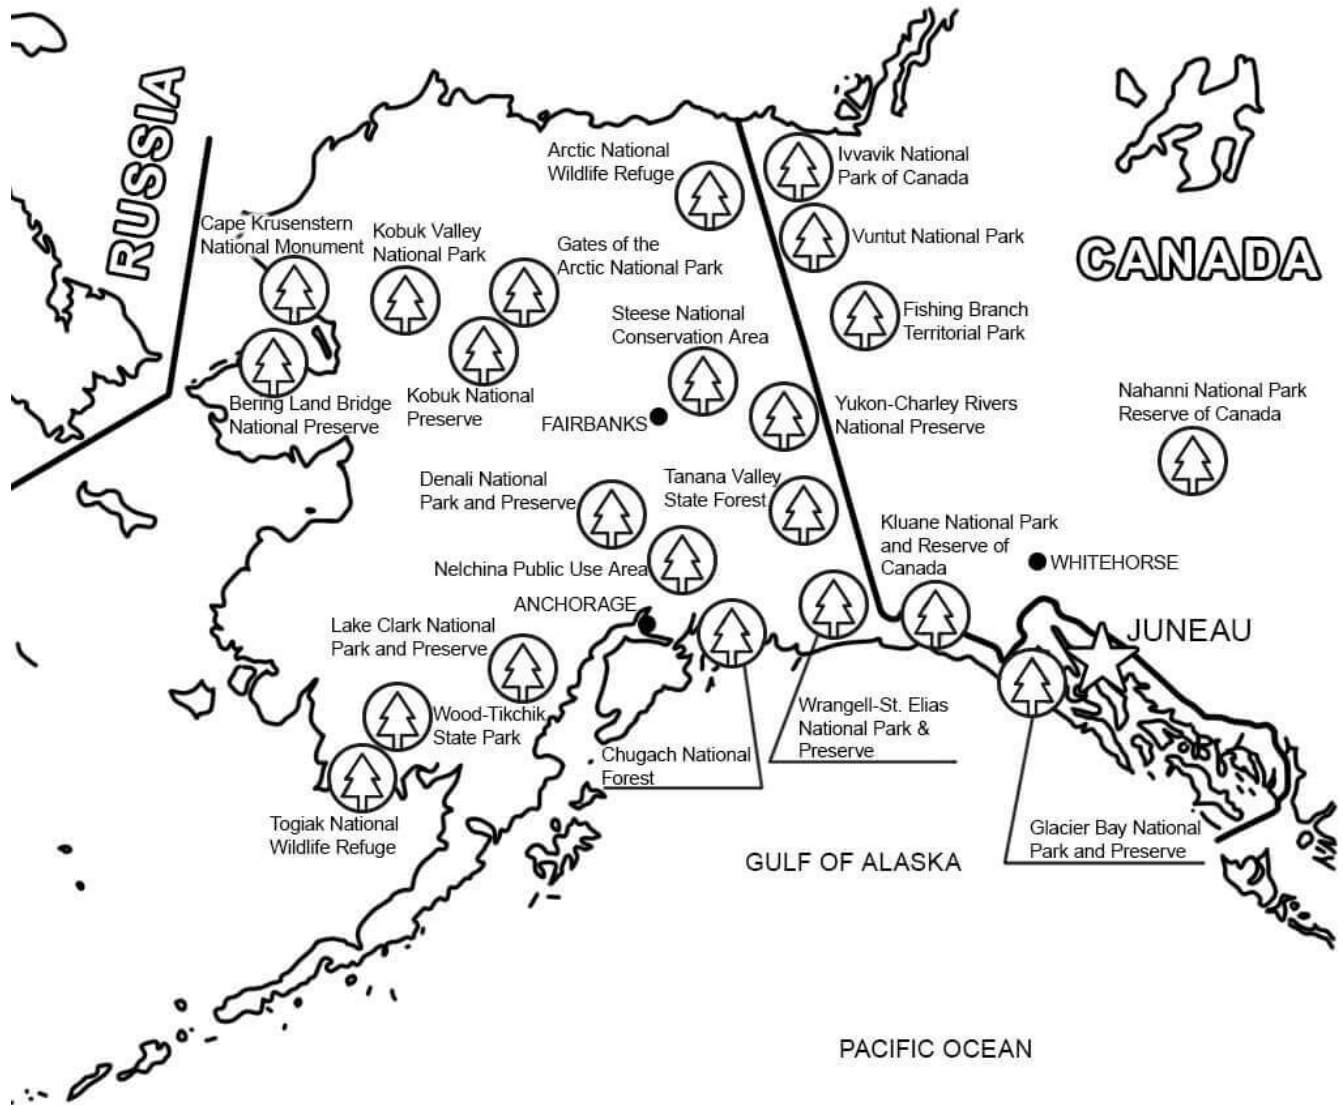 RUSSIA
Arctic National
Wildlife Refuge
Ivvavik National
Park of Canada
Cape Krusenstern
National Monument
Kobuk Valley
National Park
Gates of the
Arctic National Park
Vuntut National Park
CANADA
Steese National
Conservation Area
Fishing Branch
Territorial Park
Bering Land Bridge
National Preserve
Kobuk National
Preserve
FAIRBANKS
Yukon-Charley Rivers
National Preserve
Nahanni National Park
Reserve of Canada
Denali National
Park and Preserve
Tanana Valley
State Forest
Kluane National Park
and Reserve of
Canada
WHITEHORSE
Nelchina Public Use Area
ANCHORAGE
Lake Clark National
Park and Preserve
JUNEAU
Wood-Tikchik
State Park
Wrangell-St. Elias
National Park &
Preserve
Chugach National
Forest
Togiak National
Wildlife Refuge
Glacier Bay National
Park and Preserve
GULF OF ALASKA
PACIFIC OCEAN